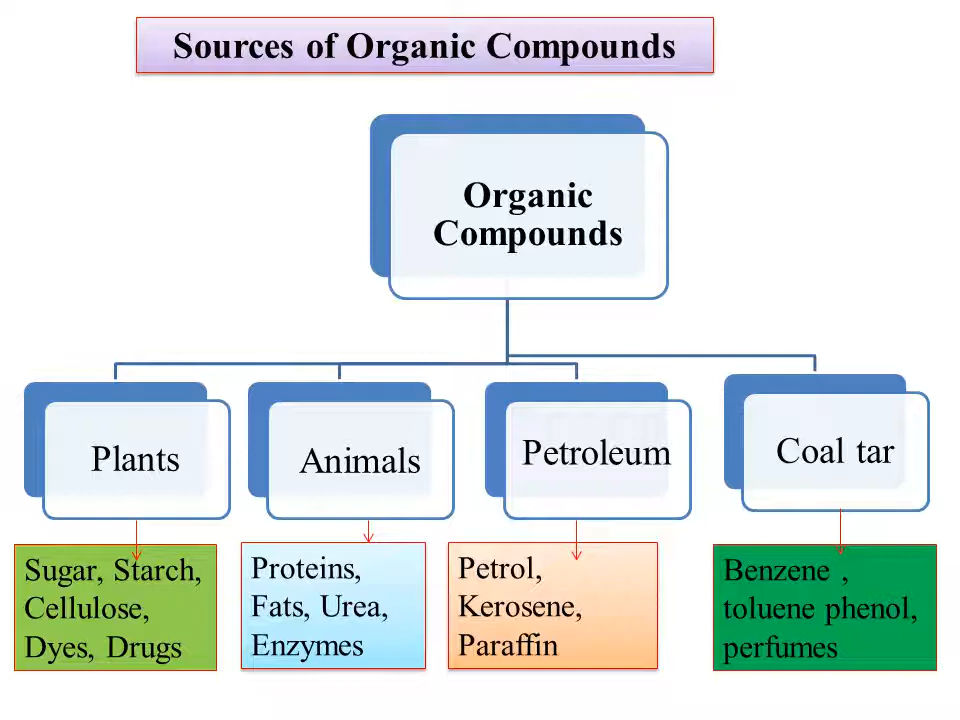 Sources of Organic Compounds
Organic
Compounds
Plants
Animals
Petroleum
Coal tar
Sugar, Starch,
Cellulose,
Dyes, Drugs
Proteins,
Fats, Urea,
Enzymes
Petrol,
Kerosene,
Paraffin
Benzene ,
toluene phenol,
perfumes